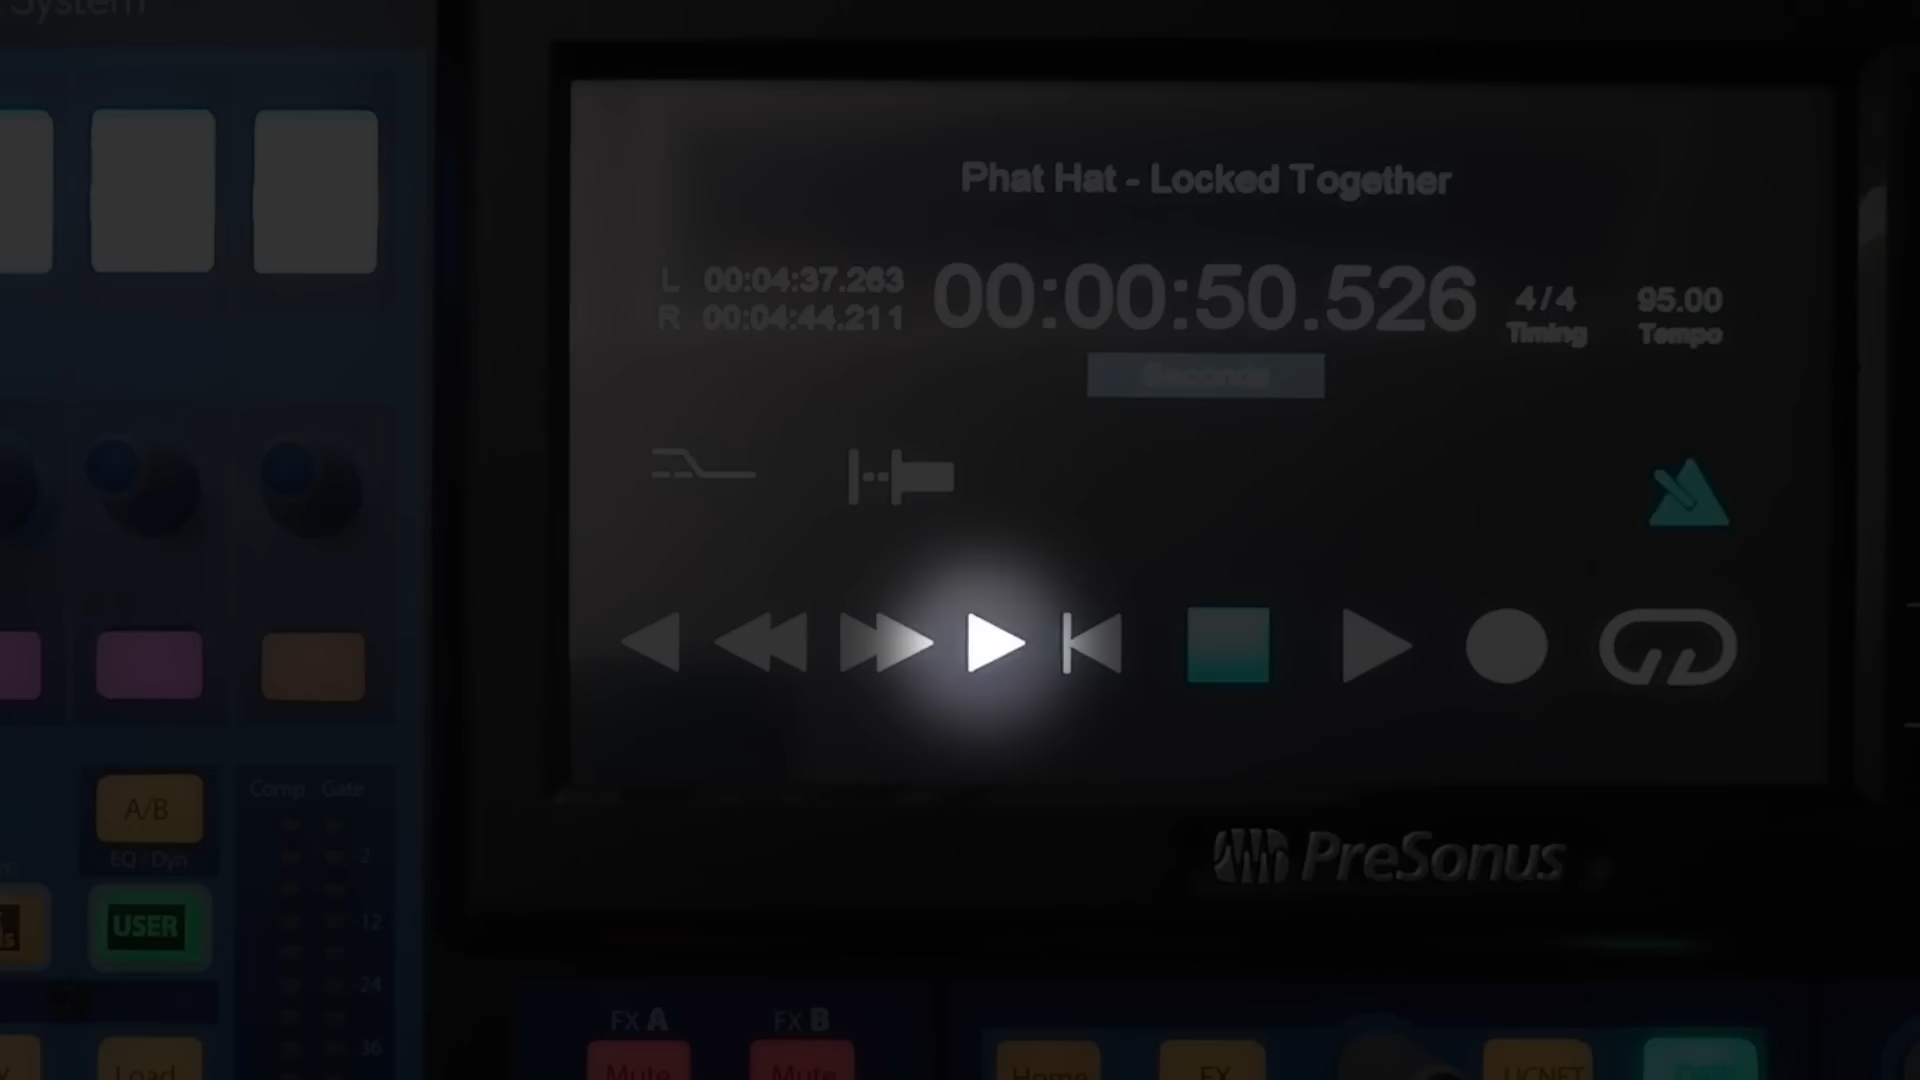 System
Phat Hat - Locked Together
L 00:04:37.263
R 00:04:44.211
00:00:50.526
4/4
Timing
95.00
Tempo
Seconds
A/B
EQ / Dyn
Comp Gate
2
-12
-24
-36
USER
Load
PreSonus
FX A
FX B
Mute
Mute
Home
FX
UCNET